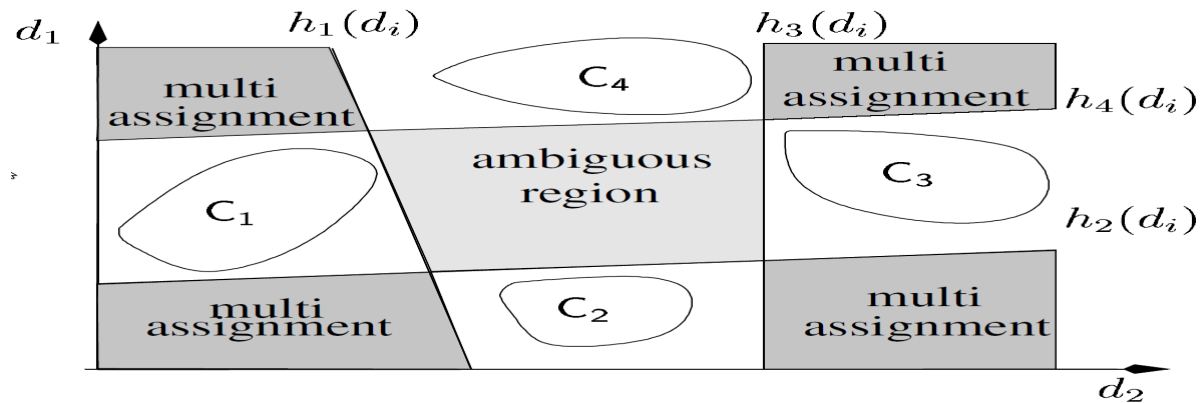 d₁
h₁(dᵢ)
h₃(dᵢ)
multi
assignment
C₄
multi
assignment
h₄(dᵢ)
ambiguous
region
C₃
C₁
h₂(dᵢ)
multi
assignment
C₂
multi
assignment
d₂